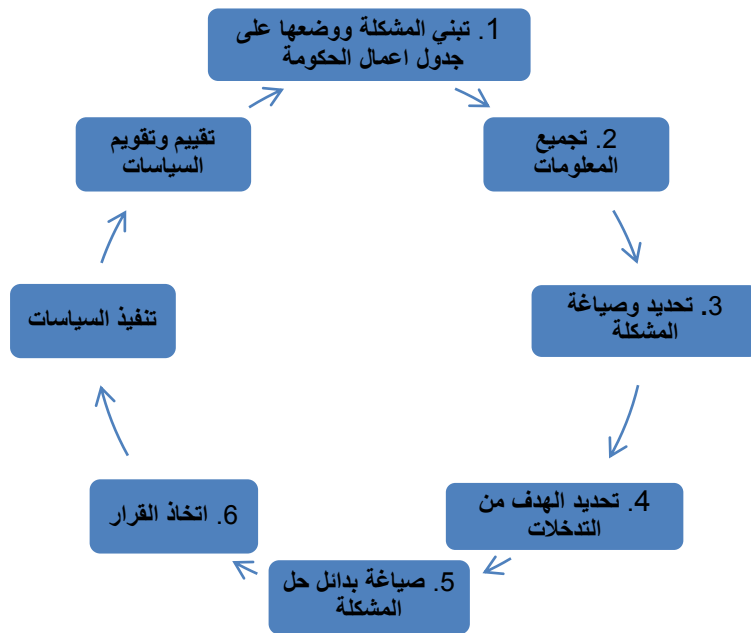 1. تبني المشكلة ووضعها على
جدول اعمال الحكومة
2. تجميع
المعلومات
3. تحديد وصياغة
المشكلة
4. تحديد الهدف من
التدخلات
5. صياغة بدائل حل
المشكلة
6. اتخاذ القرار
تنفيذ السياسات
تقييم وتقويم
السياسات